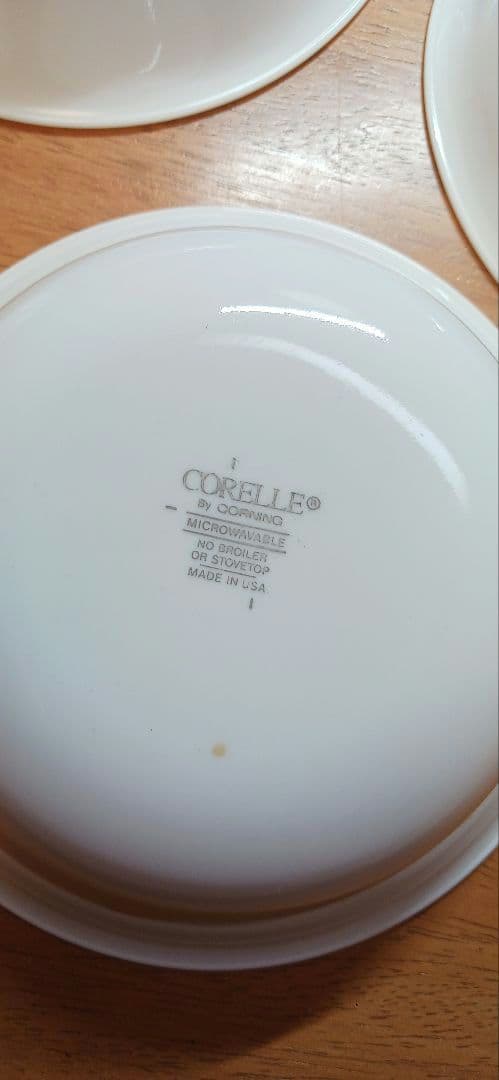 CORELLE®
By CORNING
MICROWAVABLE
NO BROILER
OR STOVETOP
MADE IN USA